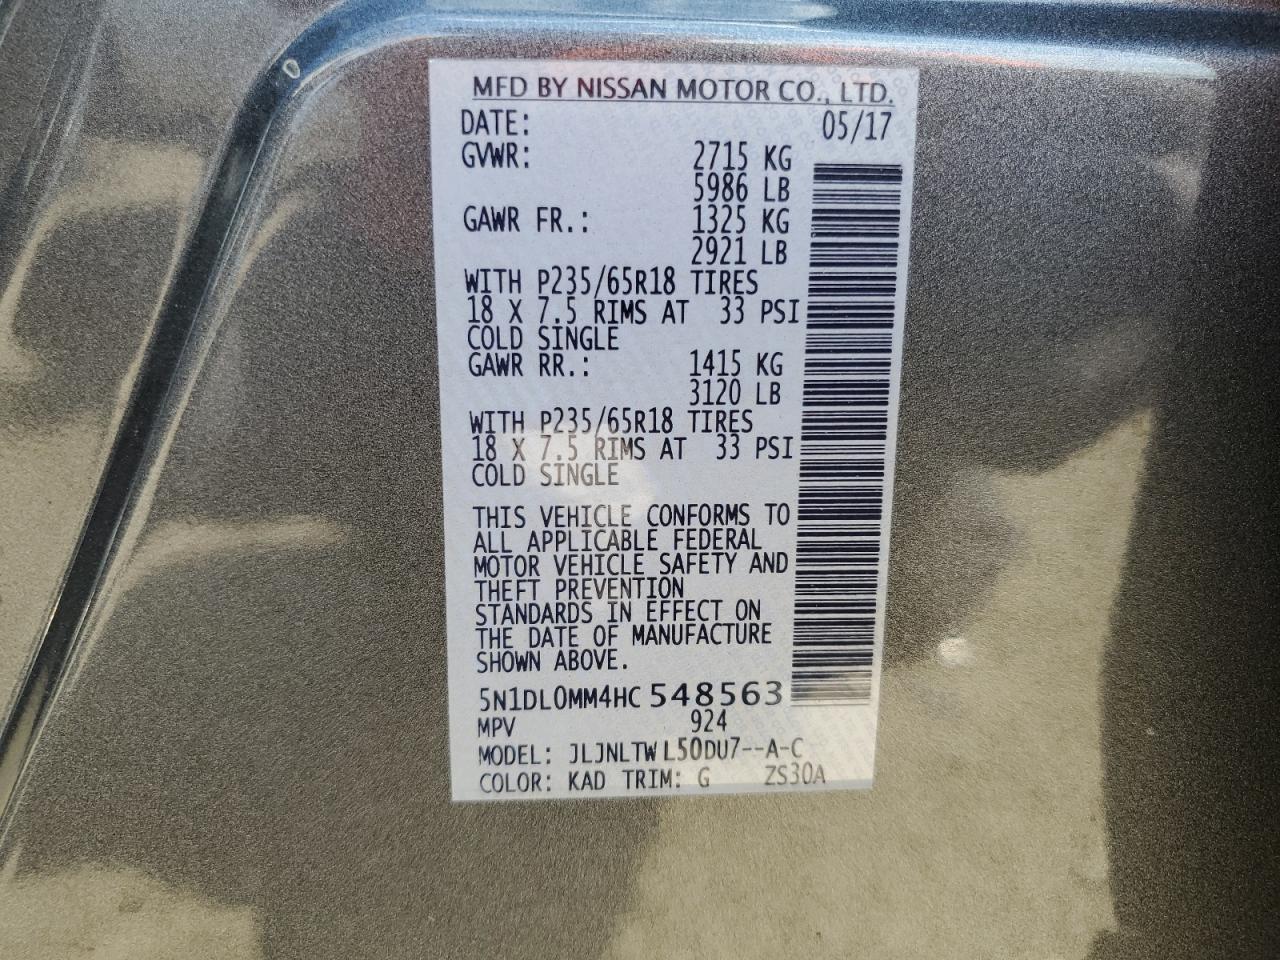 MFD BY NISSAN MOTOR CO., LTD.
DATE: 05/17
GVWR: 2715 KG
5986 LB
GAWR FR.: 1325 KG
2921 LB
WITH P235/65R18 TIRES
18 X 7.5 RIMS AT 33 PSI
COLD SINGLE
GAWR RR.: 1415 KG
3120 LB
WITH P235/65R18 TIRES
18 X 7.5 RIMS AT 33 PSI
COLD SINGLE
THIS VEHICLE CONFORMS TO
ALL APPLICABLE FEDERAL
MOTOR VEHICLE SAFETY AND
THEFT PREVENTION
STANDARDS IN EFFECT ON
THE DATE OF MANUFACTURE
SHOWN ABOVE.
5N1DL0MM4HC548563
MPV 924
MODEL: JLJNLTWL50DU7--A-C
COLOR: KAD TRIM: G ZS30A